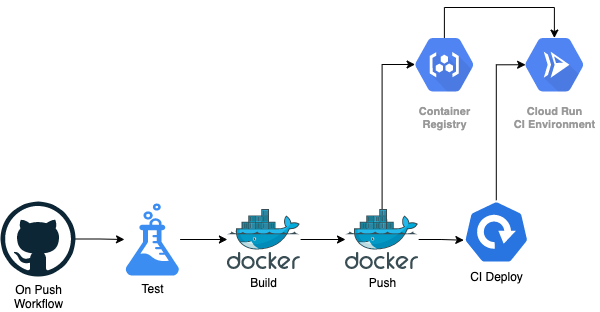 Container
Registry
Cloud Run
CI Environment
docker
docker
On Push
Workflow
Test
Build
Push
CI Deploy